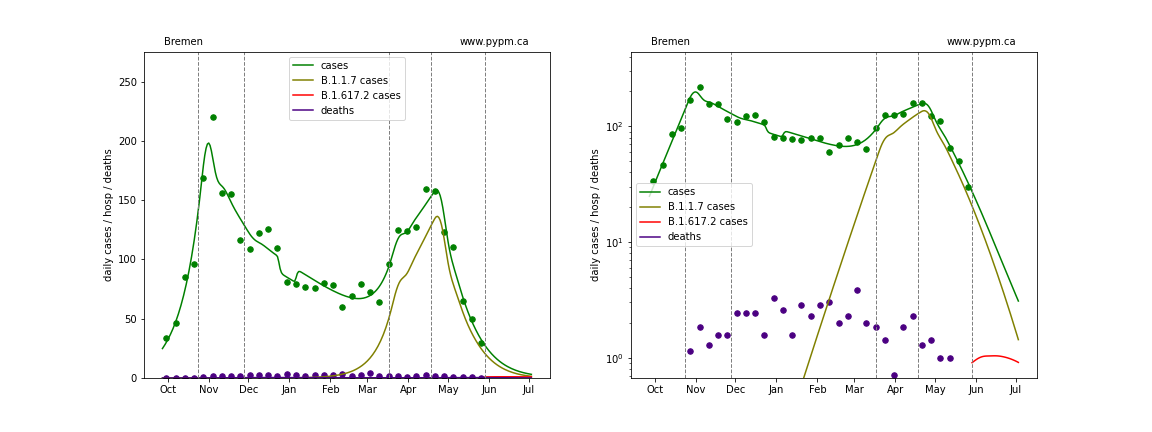 Bremen
www.pypm.ca
daily cases / hosp / deaths
250
200
150
100
50
0
cases
B.1.1.7 cases
B.1.617.2 cases
deaths
Oct Nov Dec Jan Feb Mar Apr May Jun Jul
Bremen
www.pypm.ca
daily cases / hosp / deaths
10²
10¹
10⁰
cases
B.1.1.7 cases
B.1.617.2 cases
deaths
Oct Nov Dec Jan Feb Mar Apr May Jun Jul